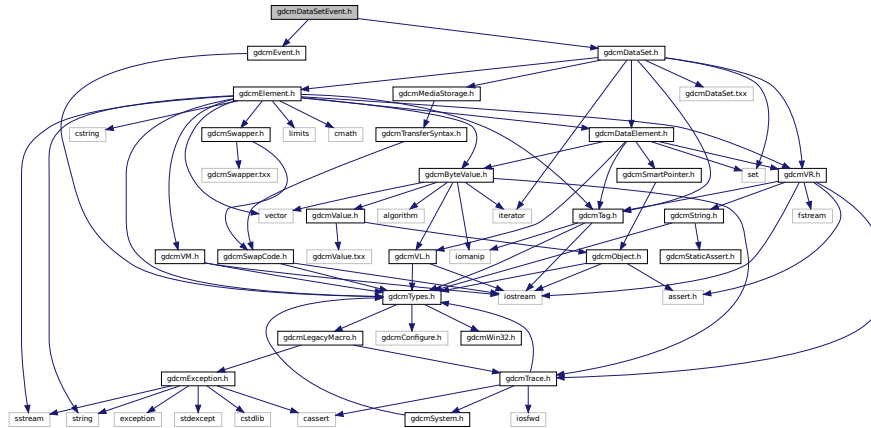 gdcmDataSetEvent.h
gdcmEvent.h
gdcmDataSet.h
gdcmElement.h
gdcmMediaStorage.h
gdcmDataSet.txx
cstring
gdcmSwapper.h
limits
cmath
gdcmTransferSyntax.h
gdcmDataElement.h
gdcmSwapper.txx
gdcmByteValue.h
gdcmSmartPointer.h
set
gdcmVR.h
vector
gdcmValue.h
algorithm
iterator
gdcmTag.h
gdcmString.h
fstream
gdcmVM.h
gdcmSwapCode.h
gdcmValue.txx
gdcmVL.h
iomanip
gdcmObject.h
gdcmStaticAssert.h
gdcmTypes.h
iostream
assert.h
gdcmLegacyMacro.h
gdcmConfigure.h
gdcmWin32.h
gdcmException.h
gdcmTrace.h
sstream
string
exception
stdexcept
cstdlib
cassert
gdcmSystem.h
iosfwd